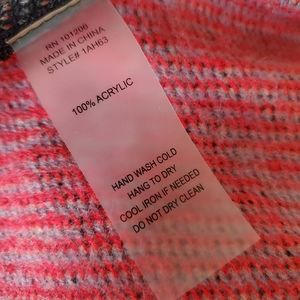 RN 101206
MADE IN CHINA
STYLE# 1AH63
100% ACRYLIC
HAND WASH COLD
HANG TO DRY
COOL IRON IF NEEDED
DO NOT DRY CLEAN